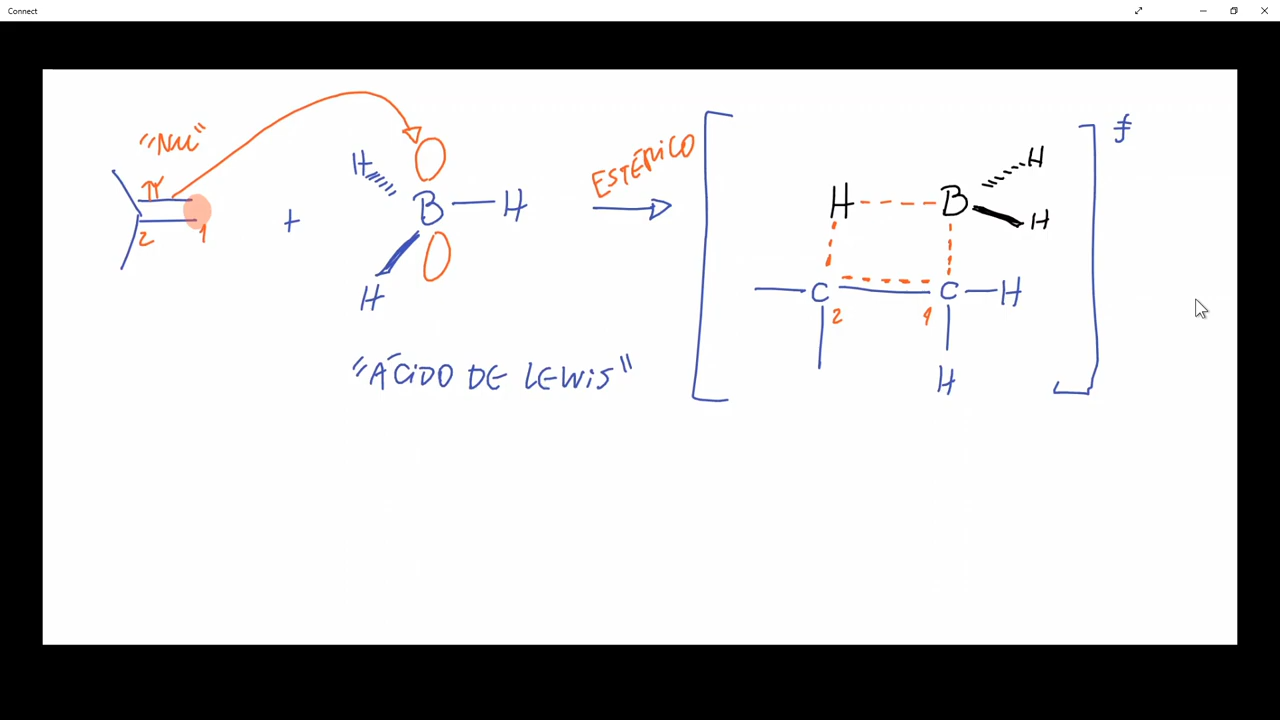 Connect
"Nu"
π
2
1
+
H
B
H
H
ESTÉRICO
"ÁCIDO DE LEWIS"
H
B
H
H
‡
C
2
1
C
H
H